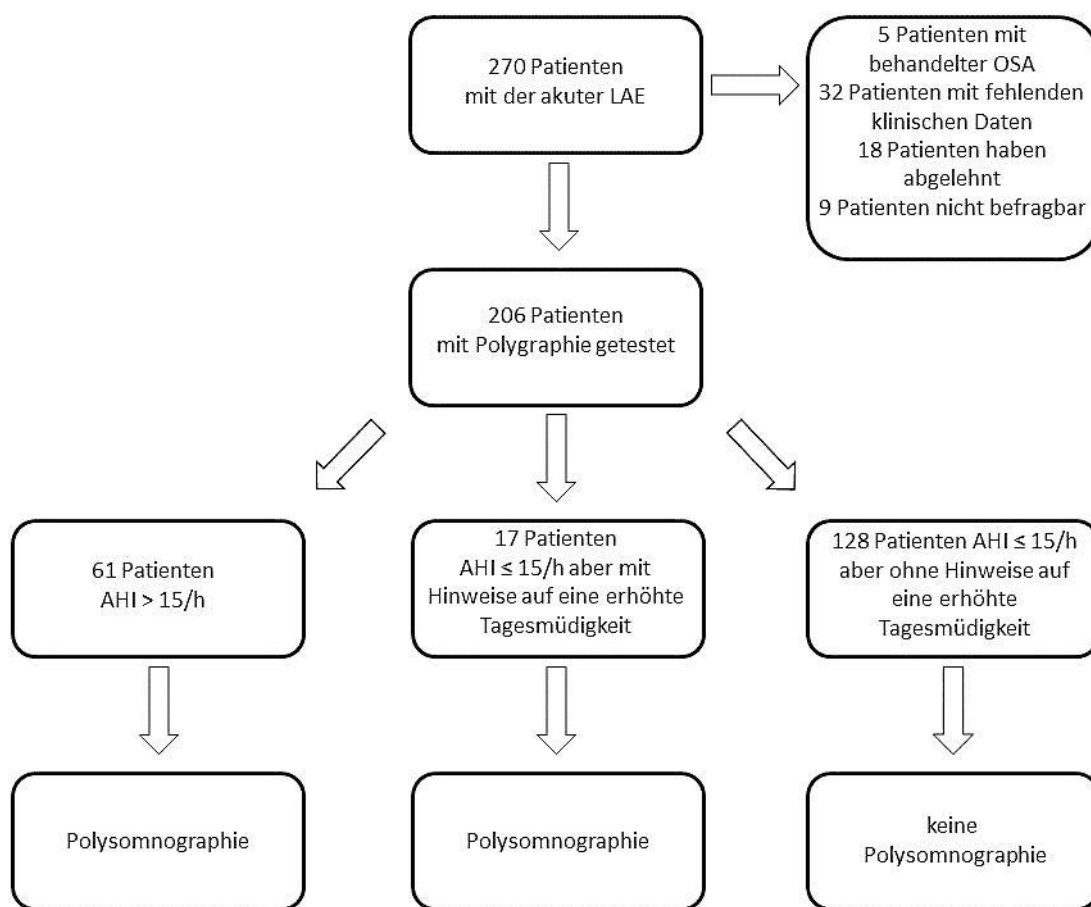 270 Patienten
mit der akuter LAE
5 Patienten mit
behandelter OSA
32 Patienten mit fehlenden
klinischen Daten
18 Patienten haben
abgelehnt
9 Patienten nicht befragbar
206 Patienten
mit Polygraphie getestet
61 Patienten
AHI > 15/h
17 Patienten
AHI ≤ 15/h aber mit
Hinweise auf eine erhöhte
Tagesmüdigkeit
128 Patienten AHI ≤ 15/h
aber ohne Hinweise auf
eine erhöhte
Tagesmüdigkeit
Polysomnographie
Polysomnographie
keine
Polysomnographie